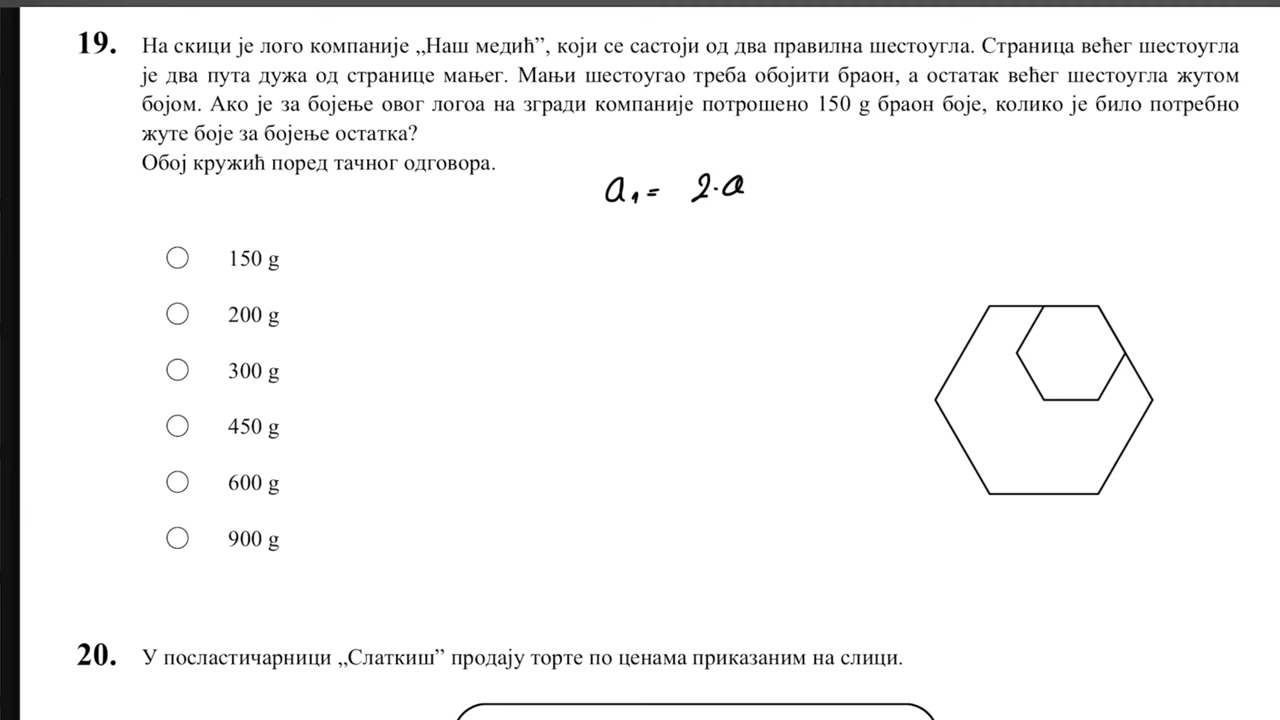 19. На скици је лого компаније „Наш медић”, који се састоји од два правилна шестоугла. Страница већег шестоугла
је два пута дужа од странице мањег. Мањи шестоугао треба обојити браон, а остатак већег шестоугла жутом
бојом. Ако је за бојење овог логоа на згради компаније потрошено 150 g браон боје, колико је било потребно
жуте боје за бојење остатка?
Обој кружић поред тачног одговора.
a₁ = 2·a
150 g
200 g
300 g
450 g
600 g
900 g
20. У посластичарници „Слаткиш” продају торте по ценама приказаним на слици.